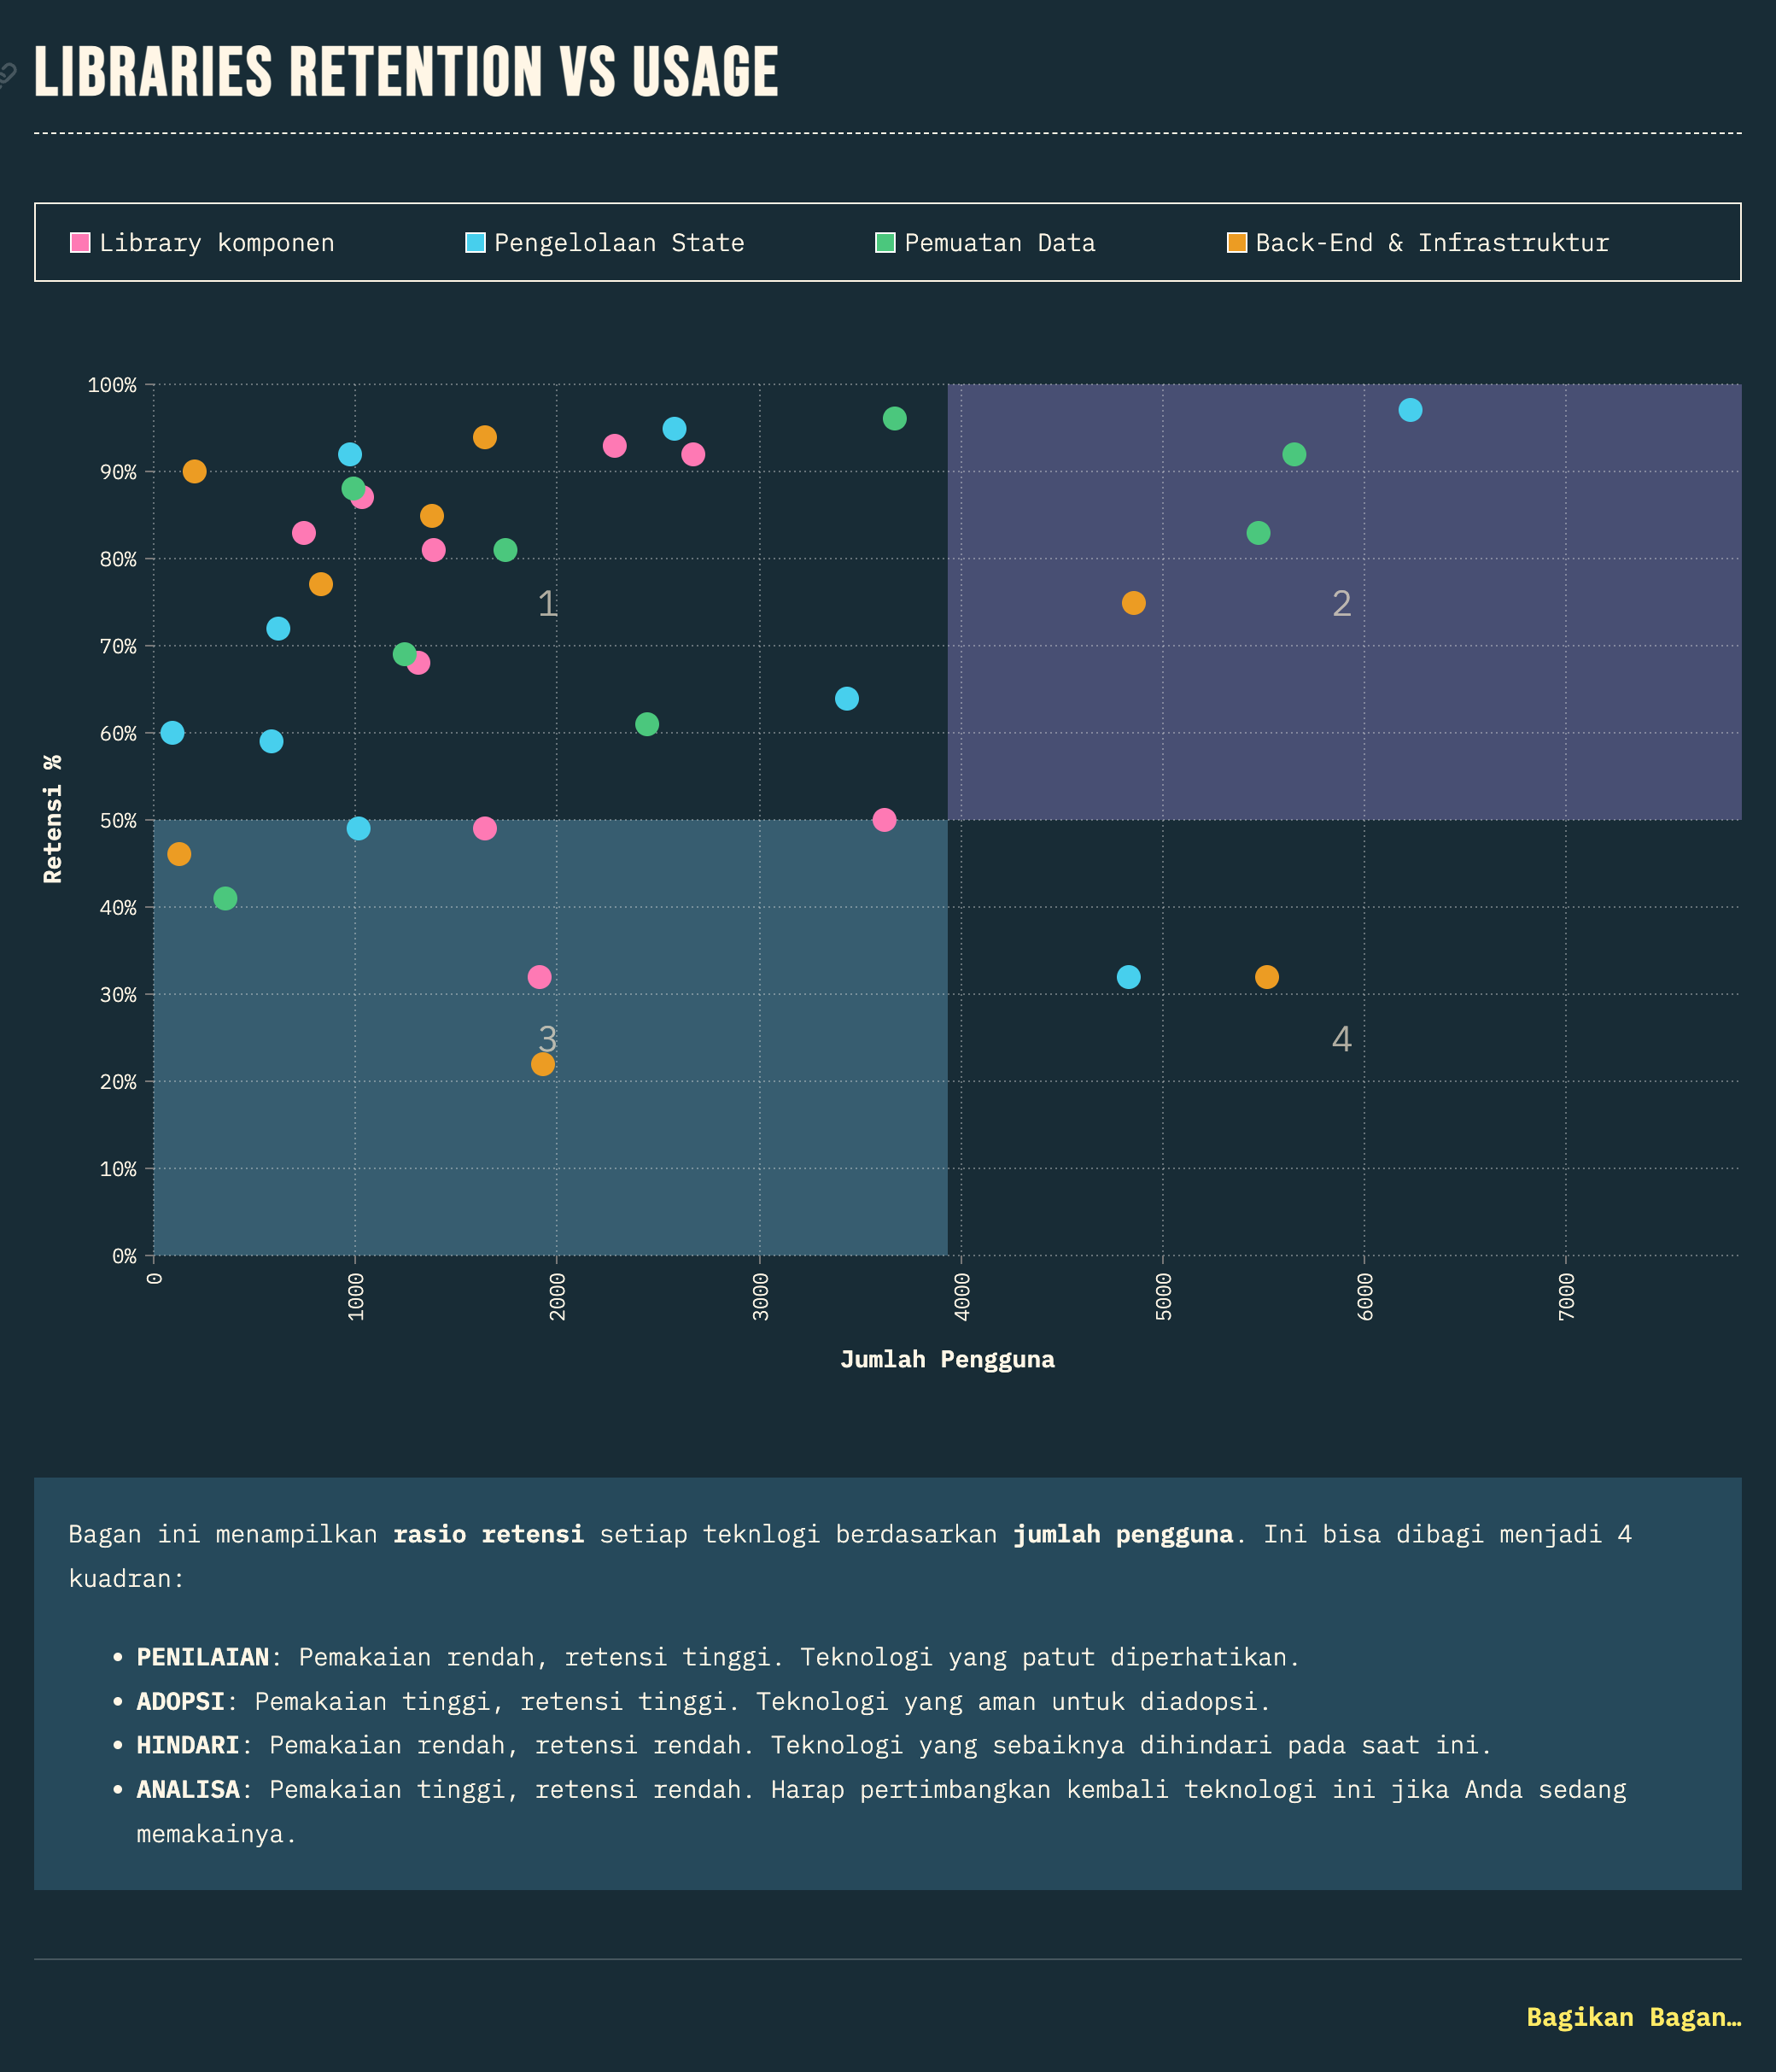 LIBRARIES RETENTION VS USAGE
Library komponen
Pengelolaan State
Pemuatan Data
Back-End & Infrastruktur
100%
90%
80%
70%
60%
50%
40%
30%
20%
10%
0%
Retensi %
1
2
3
4
0
1000
2000
3000
4000
5000
6000
7000
Jumlah Pengguna
Bagan ini menampilkan rasio retensi setiap teknlogi berdasarkan jumlah pengguna. Ini bisa dibagi menjadi 4
kuadran:
• PENILAIAN: Pemakaian rendah, retensi tinggi. Teknologi yang patut diperhatikan.
• ADOPSI: Pemakaian tinggi, retensi tinggi. Teknologi yang aman untuk diadopsi.
• HINDARI: Pemakaian rendah, retensi rendah. Teknologi yang sebaiknya dihindari pada saat ini.
• ANALISA: Pemakaian tinggi, retensi rendah. Harap pertimbangkan kembali teknologi ini jika Anda sedang
memakainya.
Bagikan Bagan…